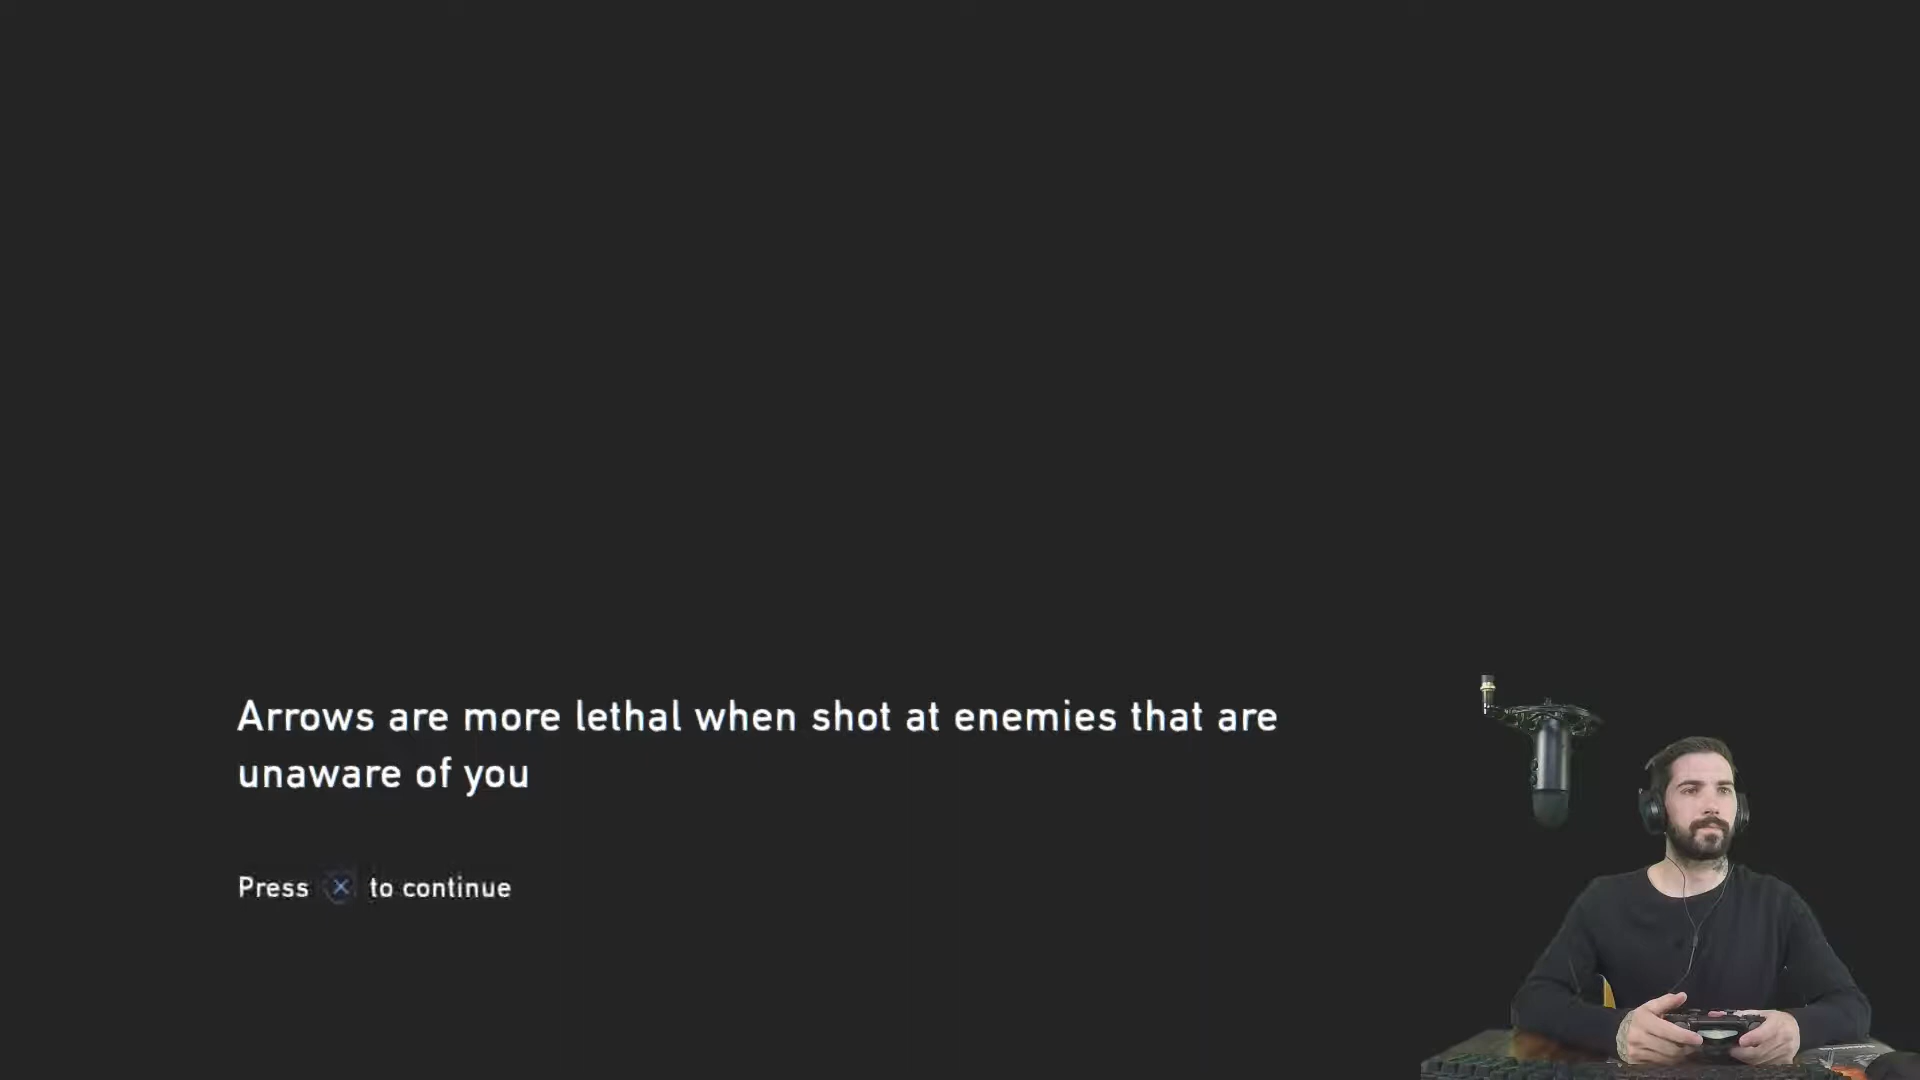 Arrows are more lethal when shot at enemies that are
unaware of you
Press ✕ to continue